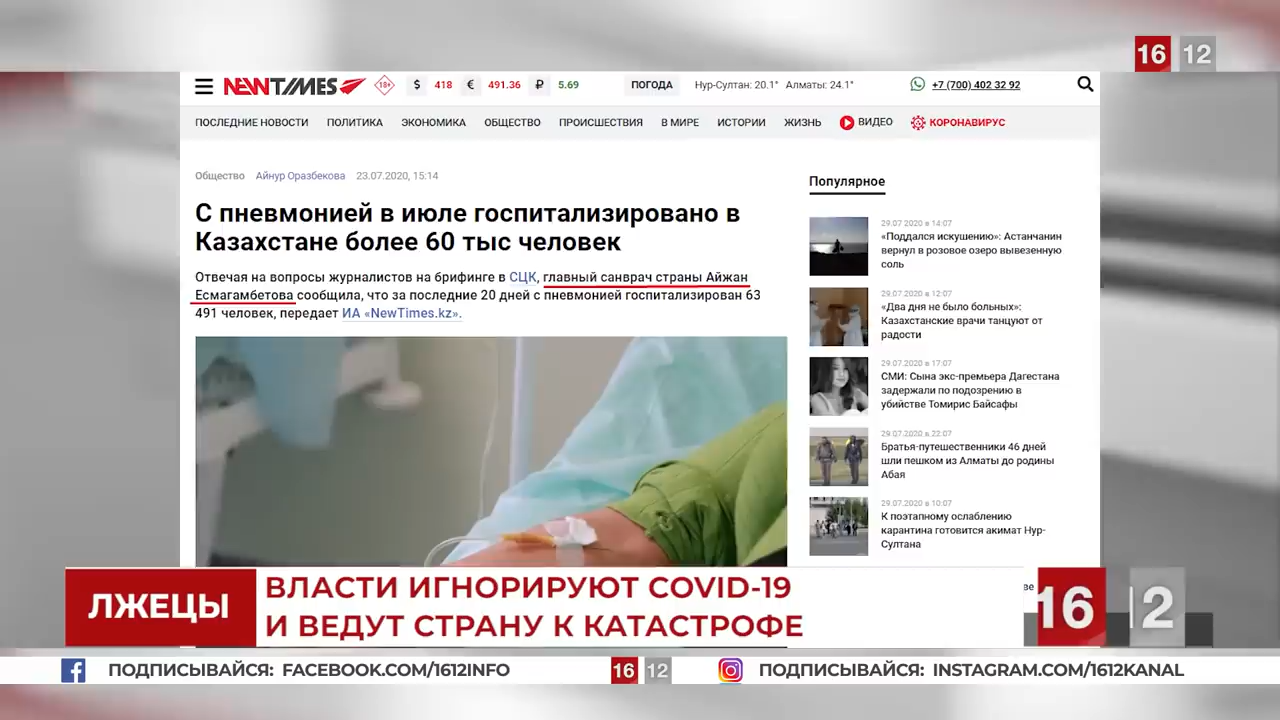 16 12
NEWTIMES 18+ $ 418 € 491.36 ₽ 5.69 ПОГОДА Нур-Султан: 20.1° Алматы: 24.1° +7 (700) 402 32 92
ПОСЛЕДНИЕ НОВОСТИ ПОЛИТИКА ЭКОНОМИКА ОБЩЕСТВО ПРОИСШЕСТВИЯ В МИРЕ ИСТОРИИ ЖИЗНЬ ВИДЕО КОРОНАВИРУС
Общество Айнур Оразбекова 23.07.2020, 15:14
С пневмонией в июле госпитализировано в
Казахстане более 60 тыс человек
Отвечая на вопросы журналистов на брифинге в СЦК, главный санврач страны Айжан
Есмагамбетова сообщила, что за последние 20 дней с пневмонией госпитализирован 63
491 человек, передает ИА «NewTimes.kz».
Популярное
29.07.2020 в 14:07
«Поддался искушению»: Астанчанин
вернул в розовое озеро вывезенную
соль
29.07.2020 в 12:07
«Два дня не было больных»:
Казахстанские врачи танцуют от
радости
29.07.2020 в 17:07
СМИ: Сына экс-премьера Дагестана
задержали по подозрению в
убийстве Томирис Байсафы
29.07.2020 в 22:07
Братья-путешественники 46 дней
шли пешком из Алматы до родины
Абая
29.07.2020 в 10:07
К поэтапному ослаблению
карантина готовится акимат Нур-
Султана
ЛЖЕЦЫ
ВЛАСТИ ИГНОРИРУЮТ COVID-19
И ВЕДУТ СТРАНУ К КАТАСТРОФЕ
16 12
ПОДПИСЫВАЙСЯ: FACEBOOK.COM/1612INFO 16 12 ПОДПИСЫВАЙСЯ: INSTAGRAM.COM/1612KANAL